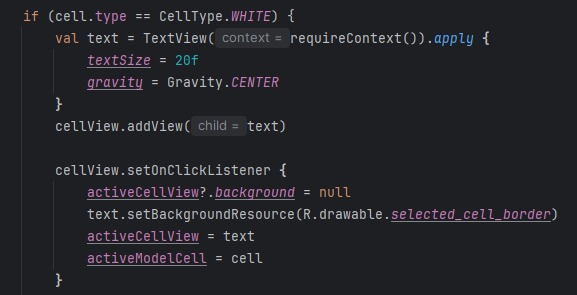 if (cell.type == CellType.WHITE) {
    val text = TextView( context = requireContext()).apply {
        textSize = 20f
        gravity = Gravity.CENTER
    }
    cellView.addView( child = text)

    cellView.setOnClickListener {
        activeCellView?.background = null
        text.setBackgroundResource(R.drawable.selected_cell_border)
        activeCellView = text
        activeModelCell = cell
    }